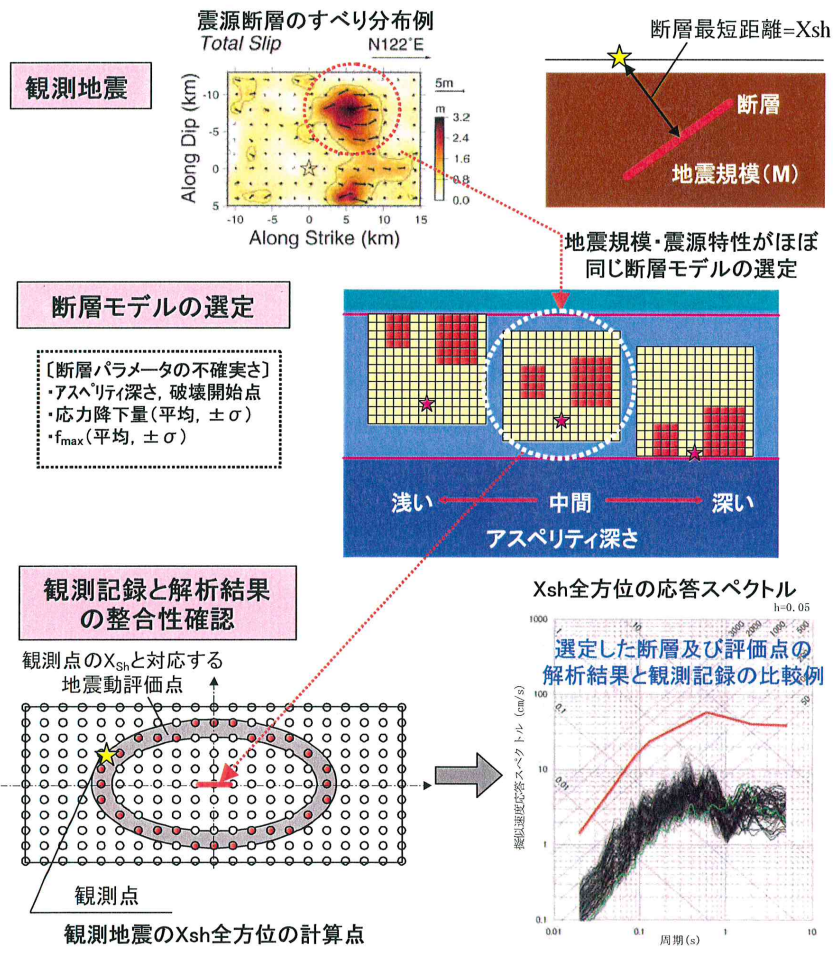 震源断層のすべり分布例
Total Slip
N122°E
観測地震
Along Dip (km)
-10
-5
0
5
-10 -5 0 5 10 15
Along Strike (km)
5m
m
3.2
2.4
1.6
0.8
0.0
断層最短距離=Xsh
断層
地震規模(M)
地震規模・震源特性がほぼ
同じ断層モデルの選定
断層モデルの選定
〔断層パラメータの不確実さ〕
・アスペリティ深さ, 破壊開始点
・応力降下量(平均, ±σ)
・fmax(平均, ±σ)
浅い 中間 深い
アスペリティ深さ
観測記録と解析結果
の整合性確認
観測点のXShと対応する
地震動評価点
観測点
観測地震のXsh全方位の計算点
Xsh全方位の応答スペクトル
h=0.05
選定した断層及び評価点の
解析結果と観測記録の比較例
擬似速度応答スペクトル (cm/s)
1000
100
10
1
0.1
0.01 0.1 1 10
周期(s)
3000
2000
1000
500
50
10
1
0.1
0.01